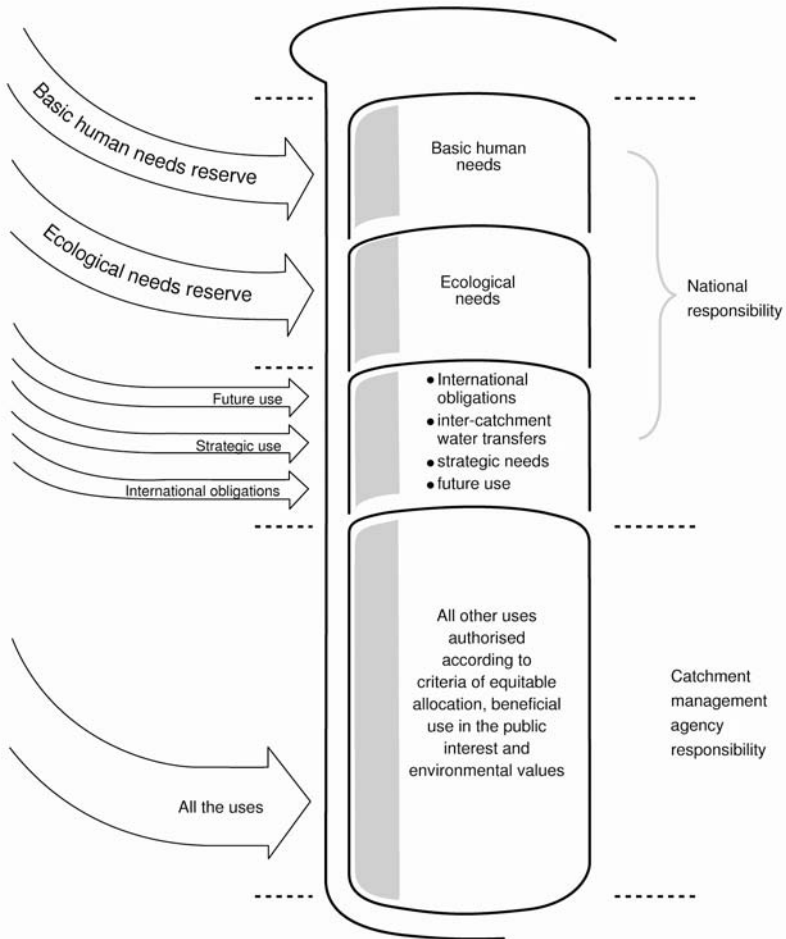 Basic human needs reserve
Ecological needs reserve
Future use
Strategic use
International obligations
All the uses
Basic human
needs
Ecological
needs
• International
obligations
• inter-catchment
water transfers
• strategic needs
• future use
All other uses
authorised
according to
criteria of equitable
allocation, beneficial
use in the public
interest and
environmental values
National
responsibility
Catchment
management
agency
responsibility